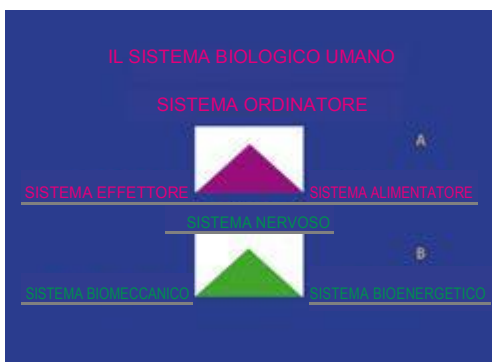 IL SISTEMA BIOLOGICO UMANO
SISTEMA ORDINATORE
A
SISTEMA EFFETTORE SISTEMA ALIMENTATORE
SISTEMA NERVOSO
B
SISTEMA BIOMECCANICO SISTEMA BIOENERGETICO